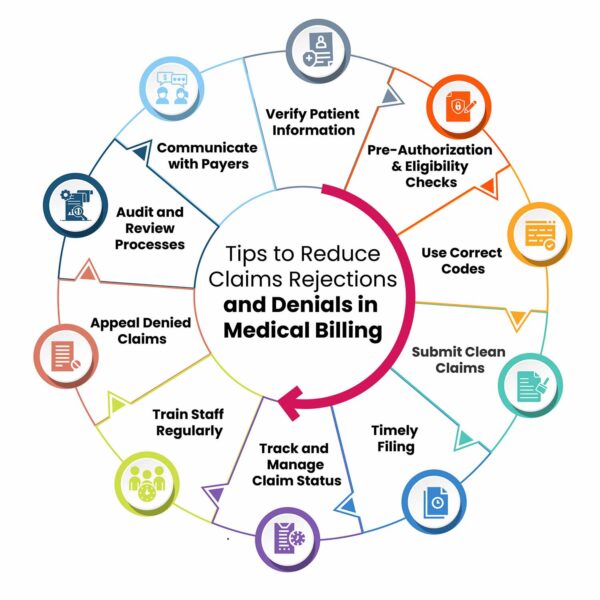 Tips to Reduce
Claims Rejections
and Denials in
Medical Billing
Verify Patient
Information
Pre-Authorization
& Eligibility
Checks
Use Correct
Codes
Submit Clean
Claims
Timely
Filing
Track and
Manage
Claim Status
Train Staff
Regularly
Appeal Denied
Claims
Audit and
Review
Processes
Communicate
with Payers